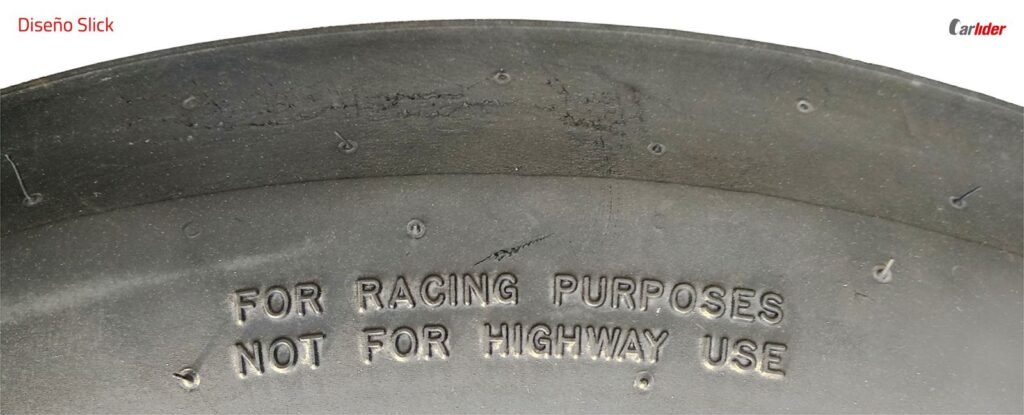 Diseño Slick
Carlider
FOR RACING PURPOSES
NOT FOR HIGHWAY USE